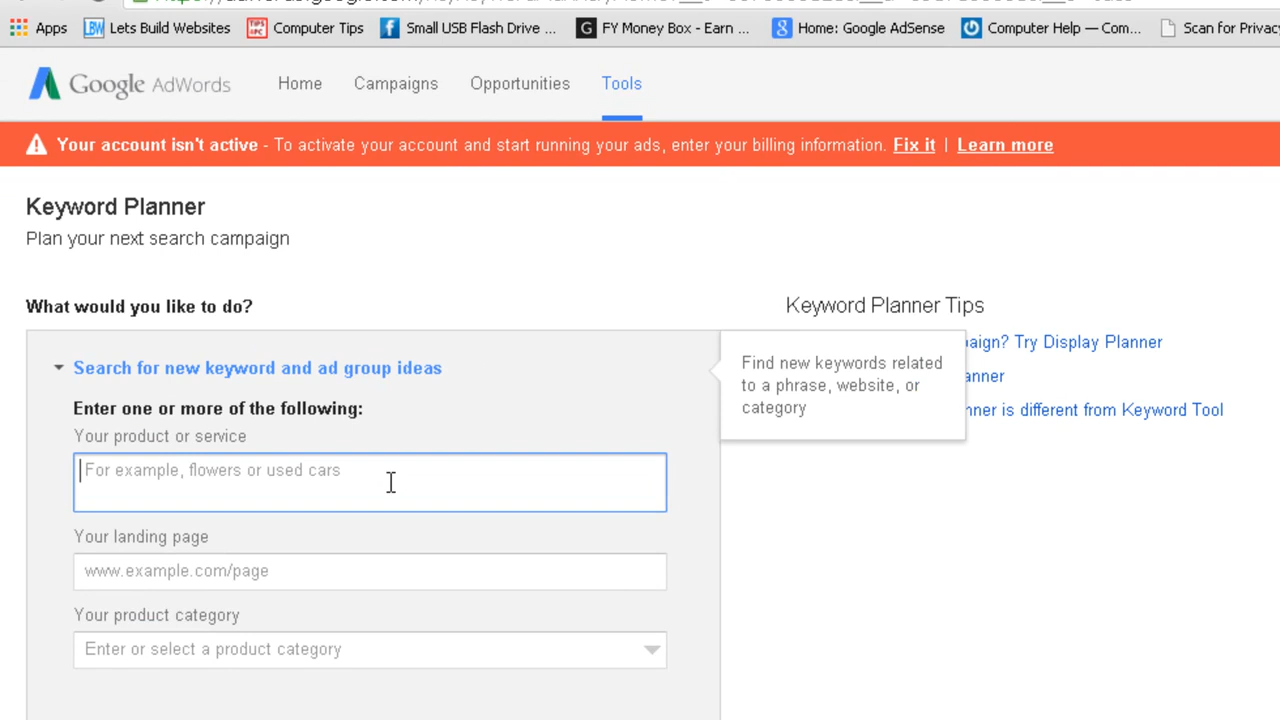 Apps Lets Build Websites Computer Tips Small USB Flash Drive ... FY Money Box - Earn ... Home: Google AdSense Computer Help — Com... Scan for Privacy
Google AdWords Home Campaigns Opportunities Tools
Your account isn't active - To activate your account and start running your ads, enter your billing information. Fix it | Learn more
Keyword Planner
Plan your next search campaign
What would you like to do?
Keyword Planner Tips
Search for new keyword and ad group ideas
Find new keywords related
to a phrase, website, or
category
paign? Try Display Planner
anner
nner is different from Keyword Tool
Enter one or more of the following:
Your product or service
For example, flowers or used cars
Your landing page
www.example.com/page
Your product category
Enter or select a product category